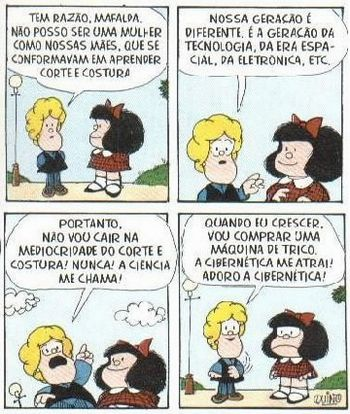 TEM RAZÃO, MAFALDA.
NÃO POSSO SER UMA MULHER
COMO NOSSAS MÃES, QUE SE
CONFORMAVAM EM APRENDER
CORTE E COSTURA
NOSSA GERAÇÃO É
DIFERENTE. É A GERAÇÃO DA
TECNOLOGIA, DA ERA ESPA-
CIAL, DA ELETRÔNICA, ETC.
PORTANTO,
NÃO VOU CAIR NA
MEDIOCRIDADE DO CORTE E
COSTURA! NUNCA! A CIÊNCIA
ME CHAMA!
QUANDO EU CRESCER,
VOU COMPRAR UMA
MÁQUINA DE TRICÔ.
A CIBERNÉTICA ME ATRAI!
ADORO A CIBERNÉTICA!
QUINO